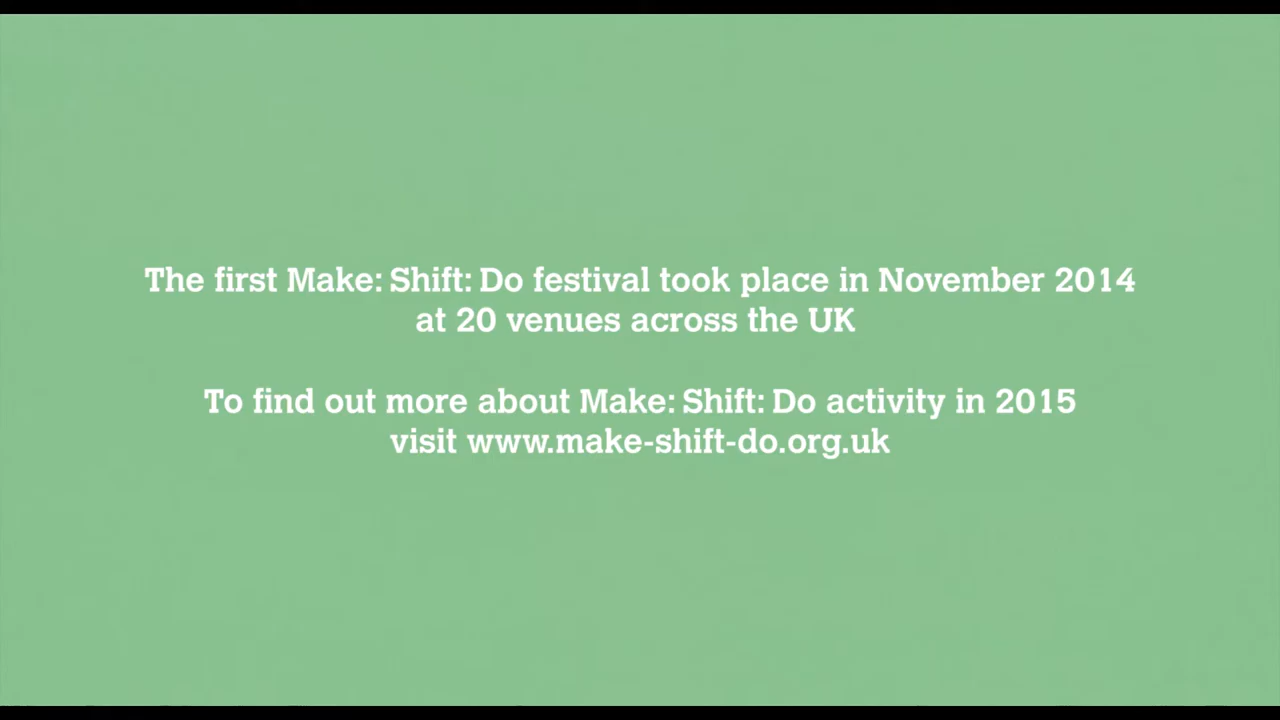 The first Make: Shift: Do festival took place in November 2014
at 20 venues across the UK
To find out more about Make: Shift: Do activity in 2015
visit www.make-shift-do.org.uk